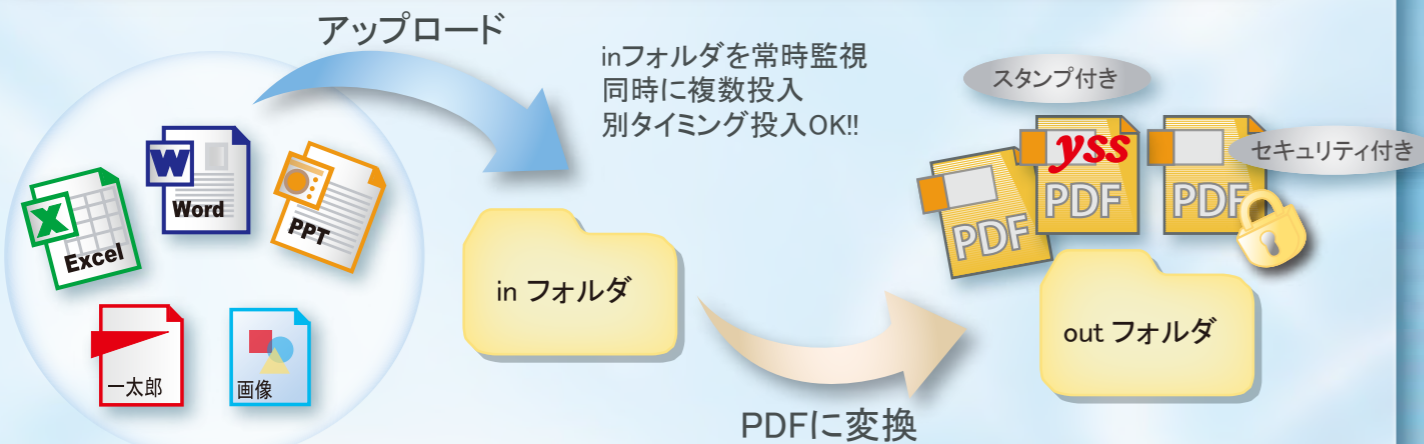 アップロード
inフォルダを常時監視
同時に複数投入
別タイミング投入OK!!
スタンプ付き
セキュリティ付き
Excel
W
Word
PPT
一太郎
画像
in フォルダ
PDFに変換
PDF
yss
PDF
PDF
out フォルダ